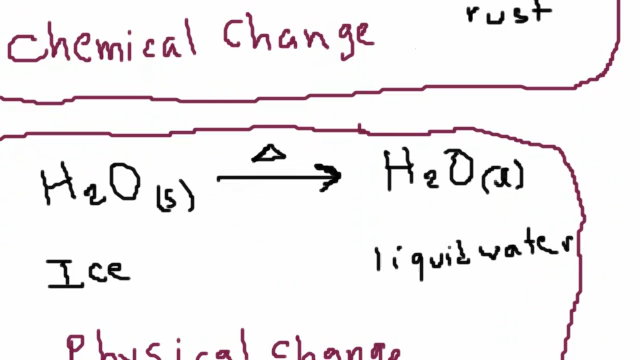 rust
Chemical Change
H₂O(s) △→ H₂O(l)
Ice liquid water
Physical Change